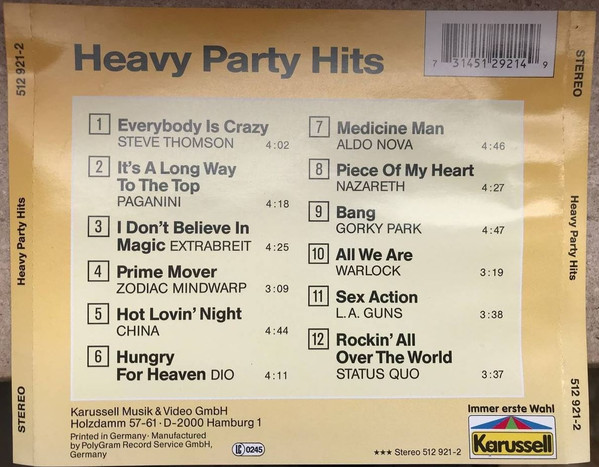 Heavy Party Hits
7 31451 29214 9
1 Everybody Is Crazy
STEVE THOMSON 4:02
2 It's A Long Way
To The Top
PAGANINI 4:18
3 I Don't Believe In
Magic EXTRABREIT 4:25
4 Prime Mover
ZODIAC MINDWARP 3:09
5 Hot Lovin' Night
CHINA 4:44
6 Hungry
For Heaven DIO 4:11
7 Medicine Man
ALDO NOVA 4:46
8 Piece Of My Heart
NAZARETH 4:27
9 Bang
GORKY PARK 4:47
10 All We Are
WARLOCK 3:19
11 Sex Action
L.A. GUNS 3:38
12 Rockin' All
Over The World
STATUS QUO 3:37
Karussell Musik & Video GmbH
Holzdamm 57-61 · D-2000 Hamburg 1
Printed in Germany · Manufactured
by PolyGram Record Service GmbH,
Germany
LC 0245
★★★ Stereo 512 921-2
Immer erste Wahl
Karussell
STEREO Heavy Party Hits 512 921-2
STEREO Heavy Party Hits 512 921-2